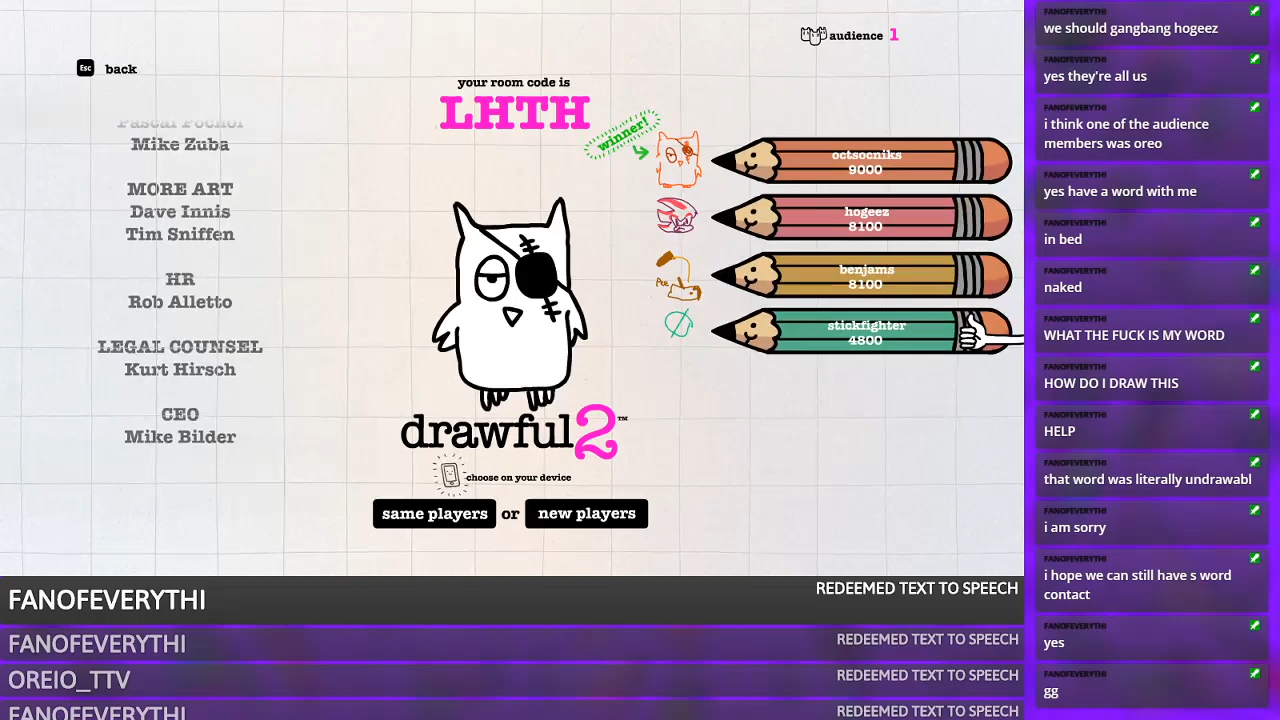 audience 1
Esc back
your room code is
LHTH
winner!
Pascal Pochol
Mike Zuba
MORE ART
Dave Innis
Tim Sniffen
HR
Rob Alletto
LEGAL COUNSEL
Kurt Hirsch
CEO
Mike Bilder
octsocniks
9000
hogeez
8100
benjams
8100
stickfighter
4800
drawful 2™
choose on your device
same players or new players
FANOFEVERYTHI
REDEEMED TEXT TO SPEECH
FANOFEVERYTHI
REDEEMED TEXT TO SPEECH
OREIO_TTV
REDEEMED TEXT TO SPEECH
FANOFEVERYTHI
REDEEMED TEXT TO SPEECH
FANOFEVERYTHI
we should gangbang hogeez
FANOFEVERYTHI
yes they're all us
FANOFEVERYTHI
i think one of the audience
members was oreo
FANOFEVERYTHI
yes have a word with me
FANOFEVERYTHI
in bed
FANOFEVERYTHI
naked
FANOFEVERYTHI
WHAT THE FUCK IS MY WORD
FANOFEVERYTHI
HOW DO I DRAW THIS
FANOFEVERYTHI
HELP
FANOFEVERYTHI
that word was literally undrawabl
FANOFEVERYTHI
i am sorry
FANOFEVERYTHI
i hope we can still have s word
contact
FANOFEVERYTHI
yes
FANOFEVERYTHI
gg